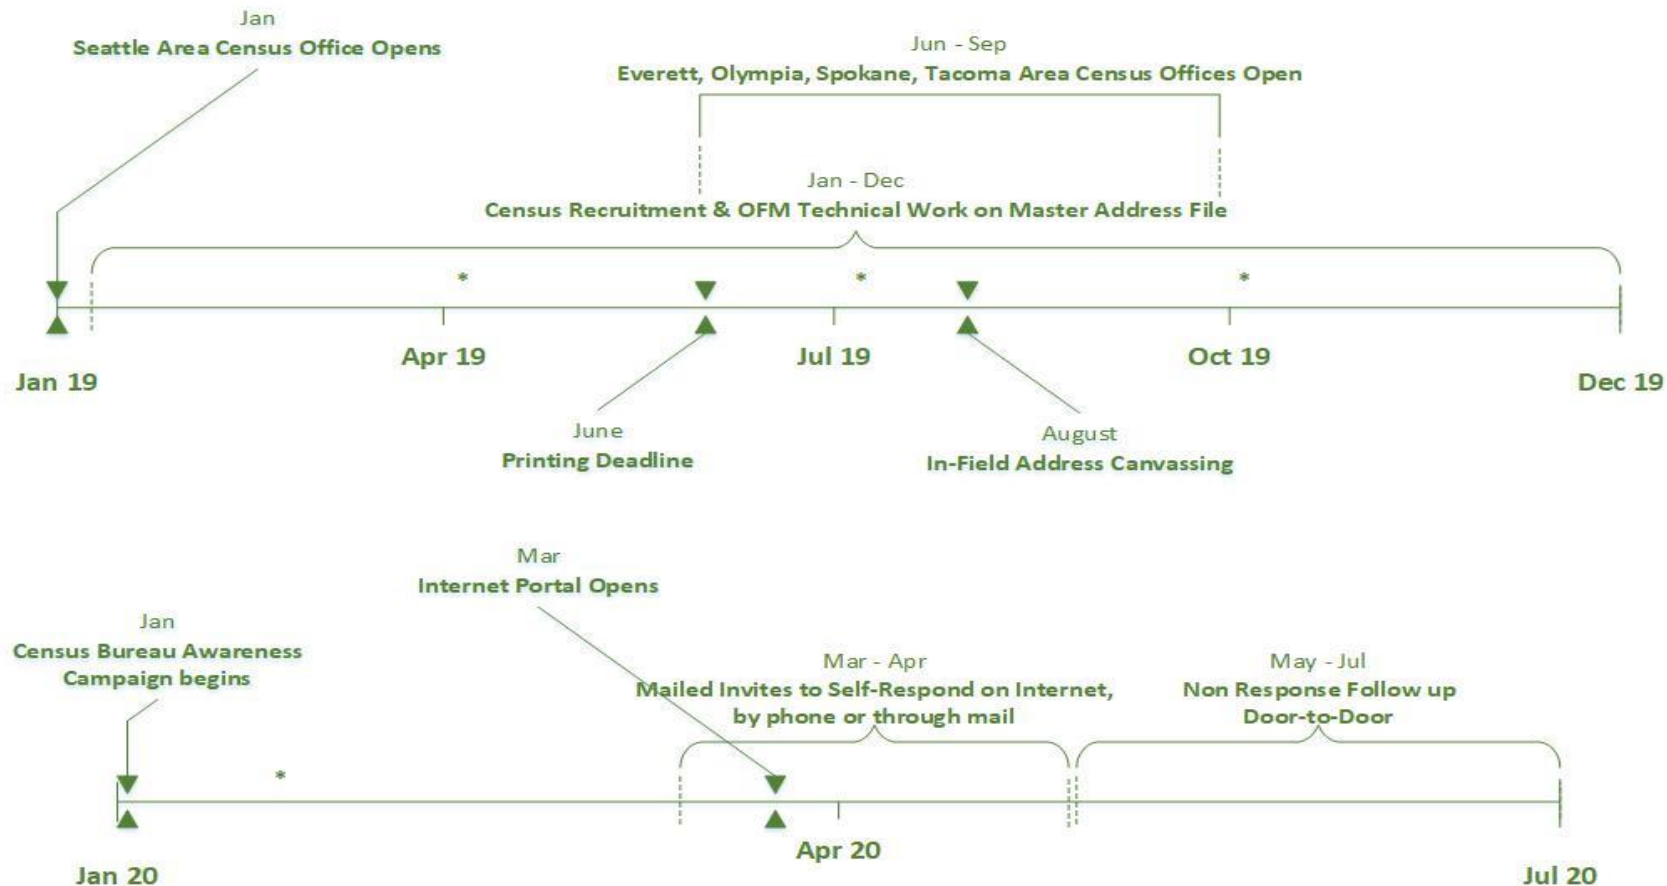 Jan
Seattle Area Census Office Opens
Jun - Sep
Everett, Olympia, Spokane, Tacoma Area Census Offices Open
Jan - Dec
Census Recruitment & OFM Technical Work on Master Address File
* * *
Jan 19
Apr 19
Jul 19
Oct 19
Dec 19
June
Printing Deadline
August
In-Field Address Canvassing
Mar
Internet Portal Opens
Jan
Census Bureau Awareness
Campaign begins
Mar - Apr
Mailed Invites to Self-Respond on Internet,
by phone or through mail
May - Jul
Non Response Follow up
Door-to-Door
*
Jan 20
Apr 20
Jul 20